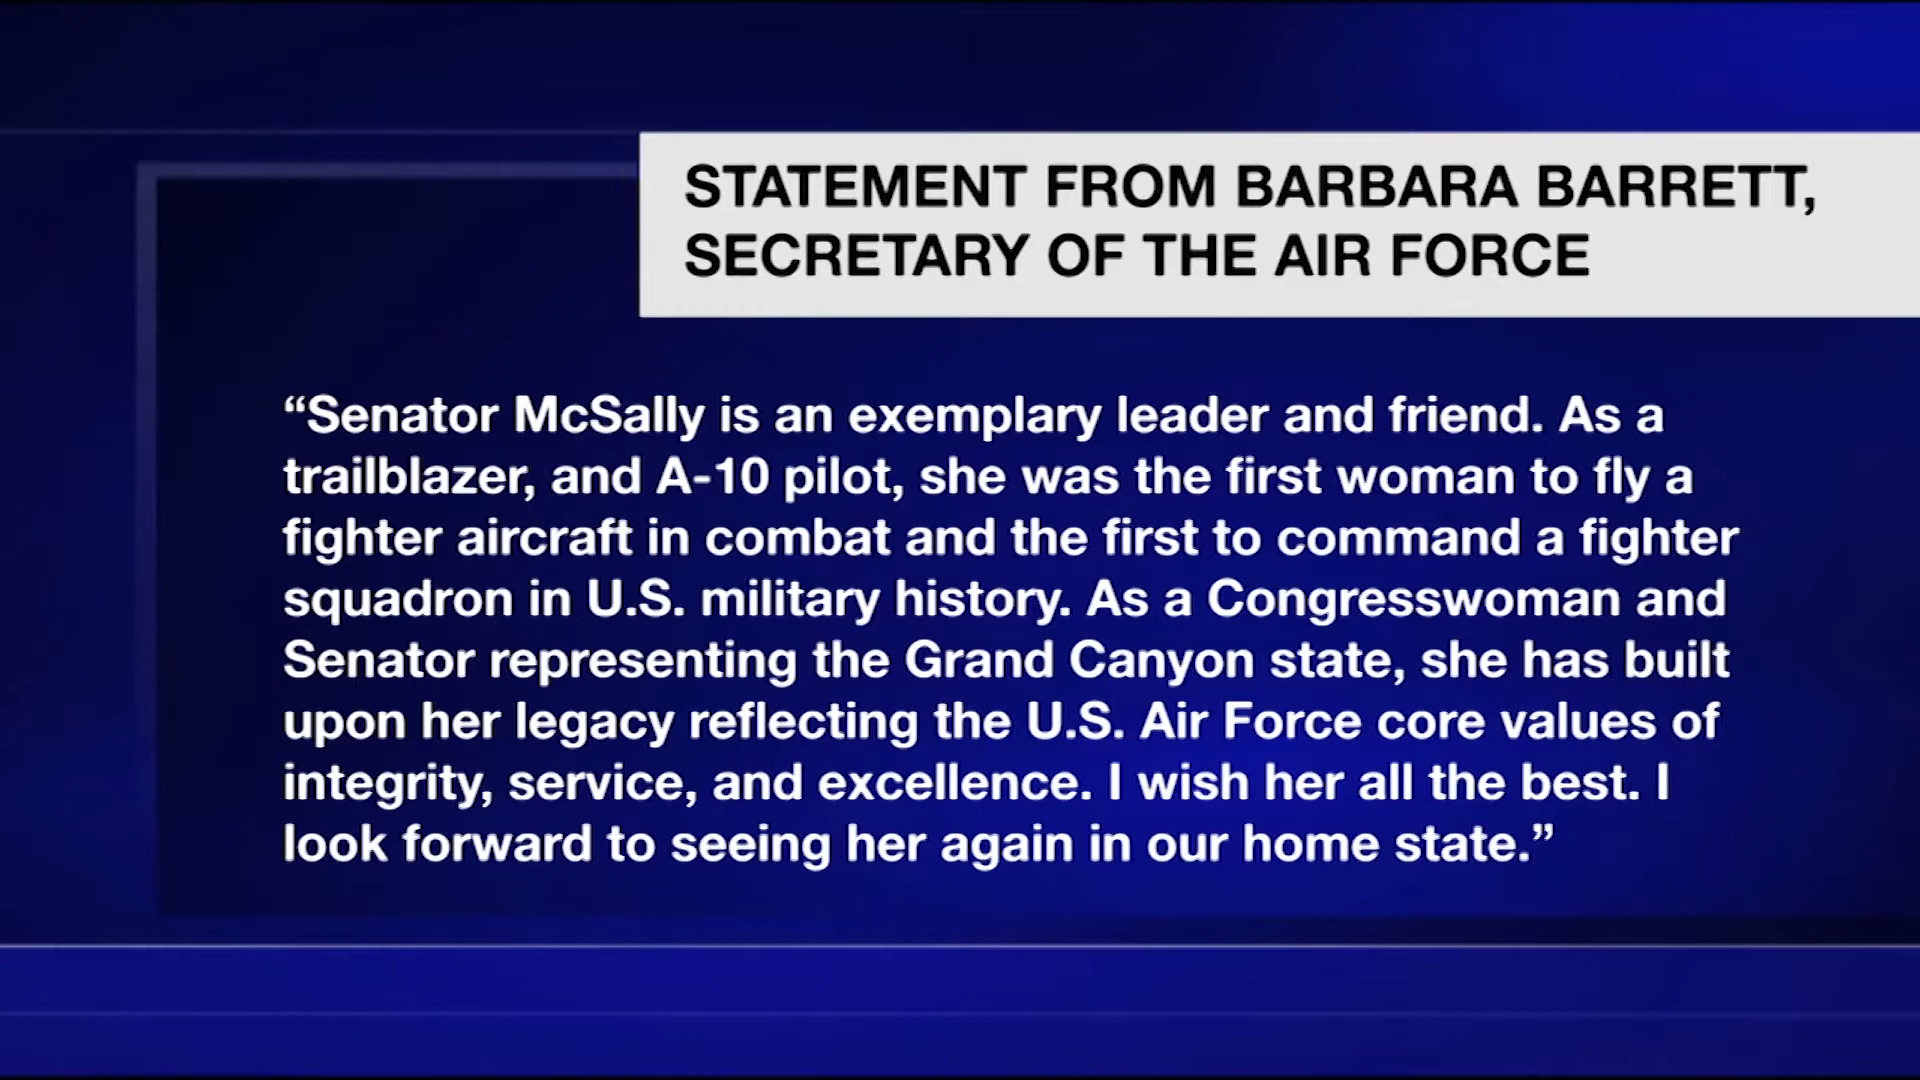 STATEMENT FROM BARBARA BARRETT,
SECRETARY OF THE AIR FORCE
“Senator McSally is an exemplary leader and friend. As a
trailblazer, and A-10 pilot, she was the first woman to fly a
fighter aircraft in combat and the first to command a fighter
squadron in U.S. military history. As a Congresswoman and
Senator representing the Grand Canyon state, she has built
upon her legacy reflecting the U.S. Air Force core values of
integrity, service, and excellence. I wish her all the best. I
look forward to seeing her again in our home state.”